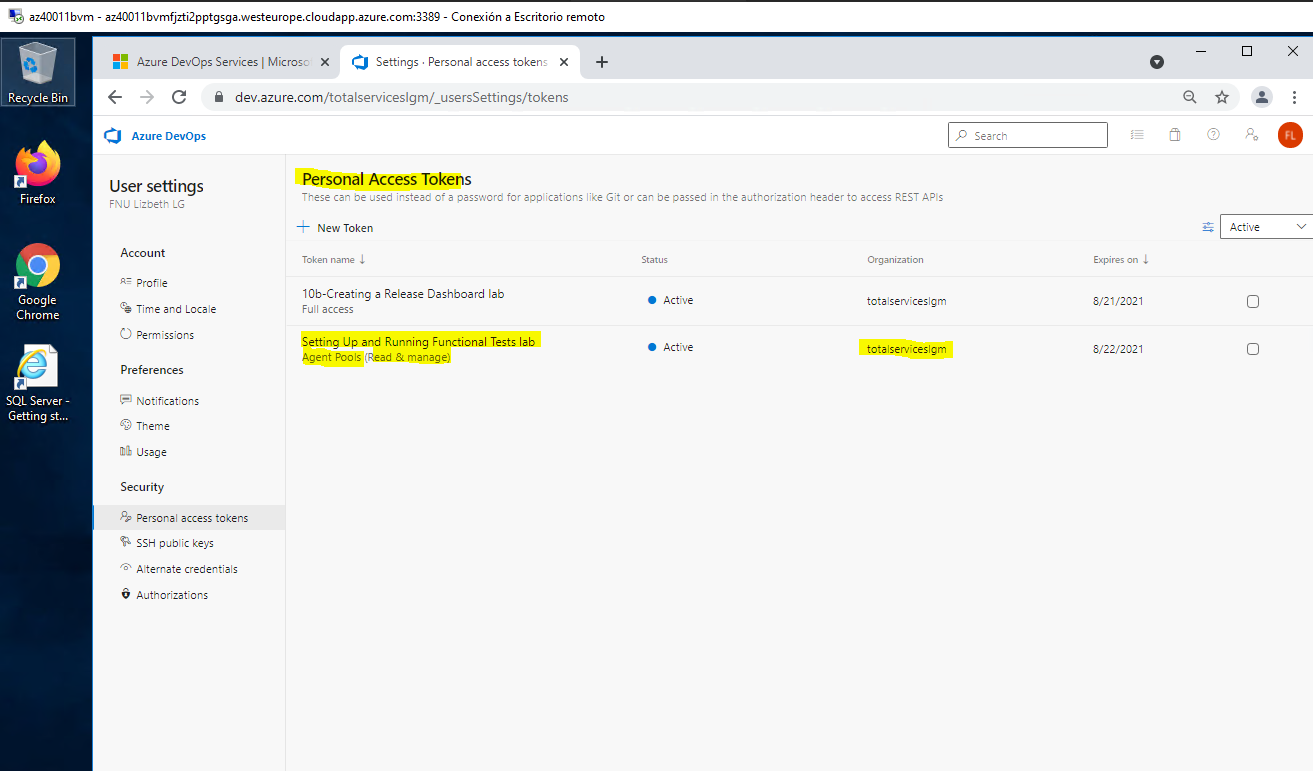 az40011bvm - az40011bvmfjzti2pptgsga.westeurope.cloudapp.azure.com:3389 - Conexión a Escritorio remoto
Recycle Bin
Firefox
Google
Chrome
SQL Server -
Getting st...
Azure DevOps Services | Microso
Settings · Personal access tokens
dev.azure.com/totalserviceslgm/_usersSettings/tokens
Azure DevOps
Search
FL
User settings
FNU Lizbeth LG
Account
Profile
Time and Locale
Permissions
Preferences
Notifications
Theme
Usage
Security
Personal access tokens
SSH public keys
Alternate credentials
Authorizations
Personal Access Tokens
These can be used instead of a password for applications like Git or can be passed in the authorization header to access REST APIs
New Token
Active
Token name ↓ Status Organization Expires on ↓
10b-Creating a Release Dashboard lab
Full access
Active
totalserviceslgm
8/21/2021
Setting Up and Running Functional Tests lab
Agent Pools (Read & manage)
Active
totalserviceslgm
8/22/2021